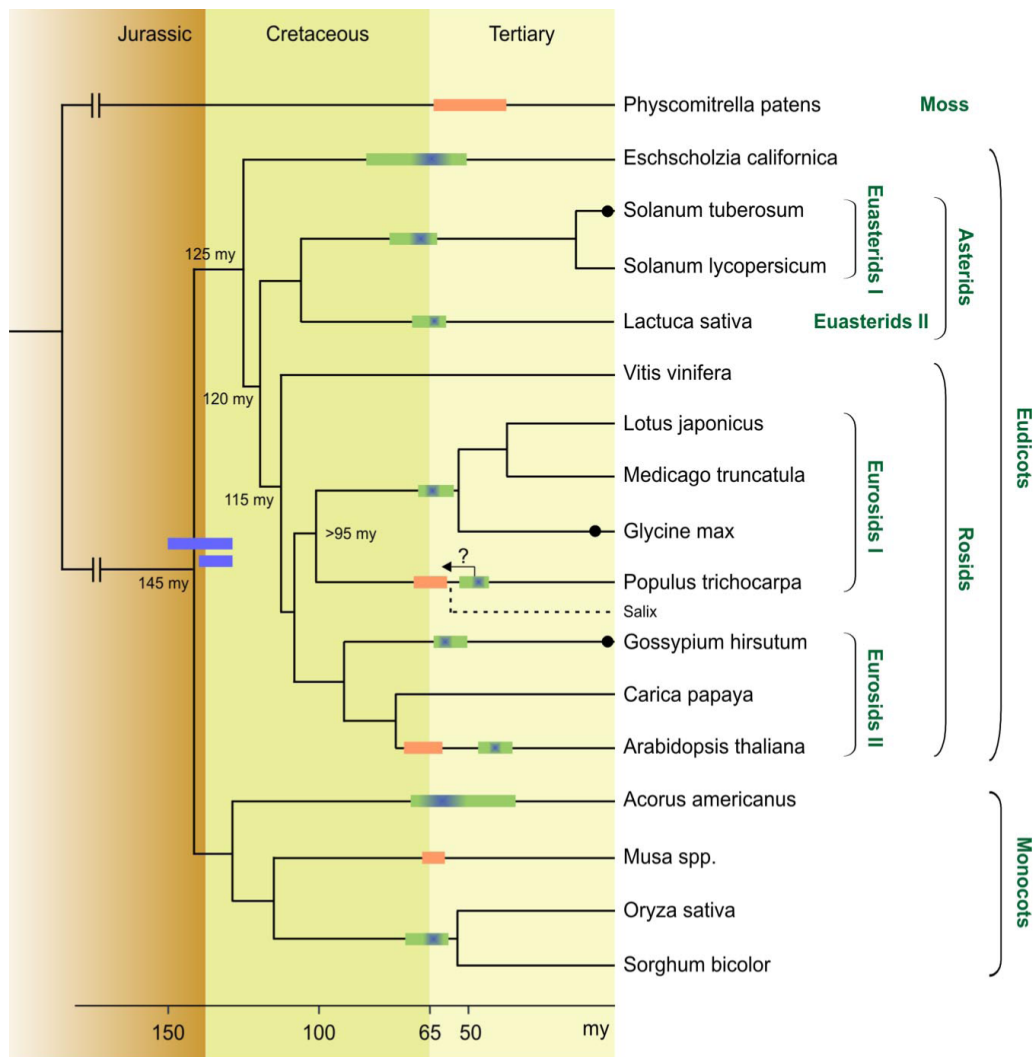 Jurassic Cretaceous Tertiary
Physcomitrella patens Moss
Eschscholzia californica
Solanum tuberosum
Solanum lycopersicum
Euasterids I
Asterids
125 my
Lactuca sativa Euasterids II
Vitis vinifera
120 my
Lotus japonicus
Medicago truncatula
115 my
>95 my
Glycine max
Eurosids I
Rosids
Eudicots
?
145 my
Populus trichocarpa
Salix
Gossypium hirsutum
Carica papaya
Eurosids II
Arabidopsis thaliana
Acorus americanus
Musa spp.
Monocots
Oryza sativa
Sorghum bicolor
150 100 65 50 my